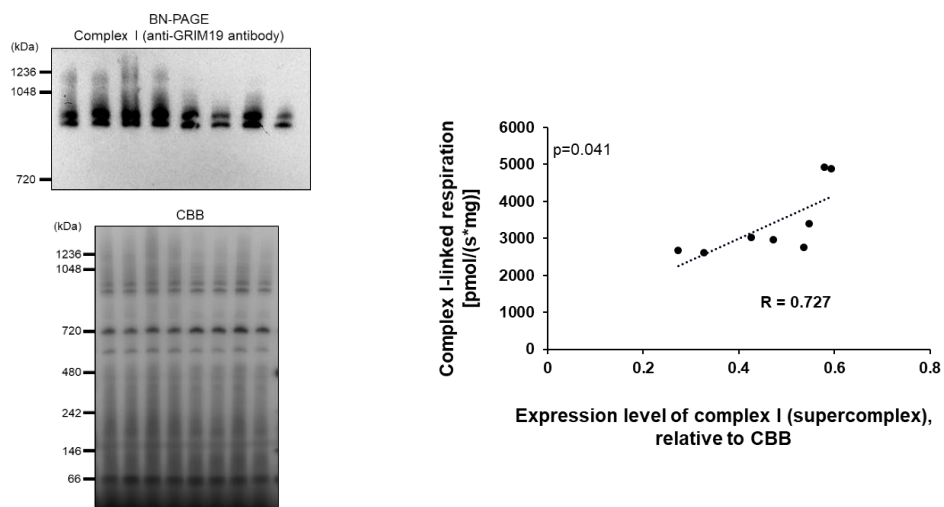 BN-PAGE
Complex I (anti-GRIM19 antibody)
(kDa)
1236
1048
720
CBB
(kDa)
1236
1048
720
480
242
146
66
Complex I-linked respiration
[pmol/(s*mg)]
6000
5000
4000
3000
2000
1000
0
p=0.041
R = 0.727
0 0.2 0.4 0.6 0.8
Expression level of complex I (supercomplex),
relative to CBB